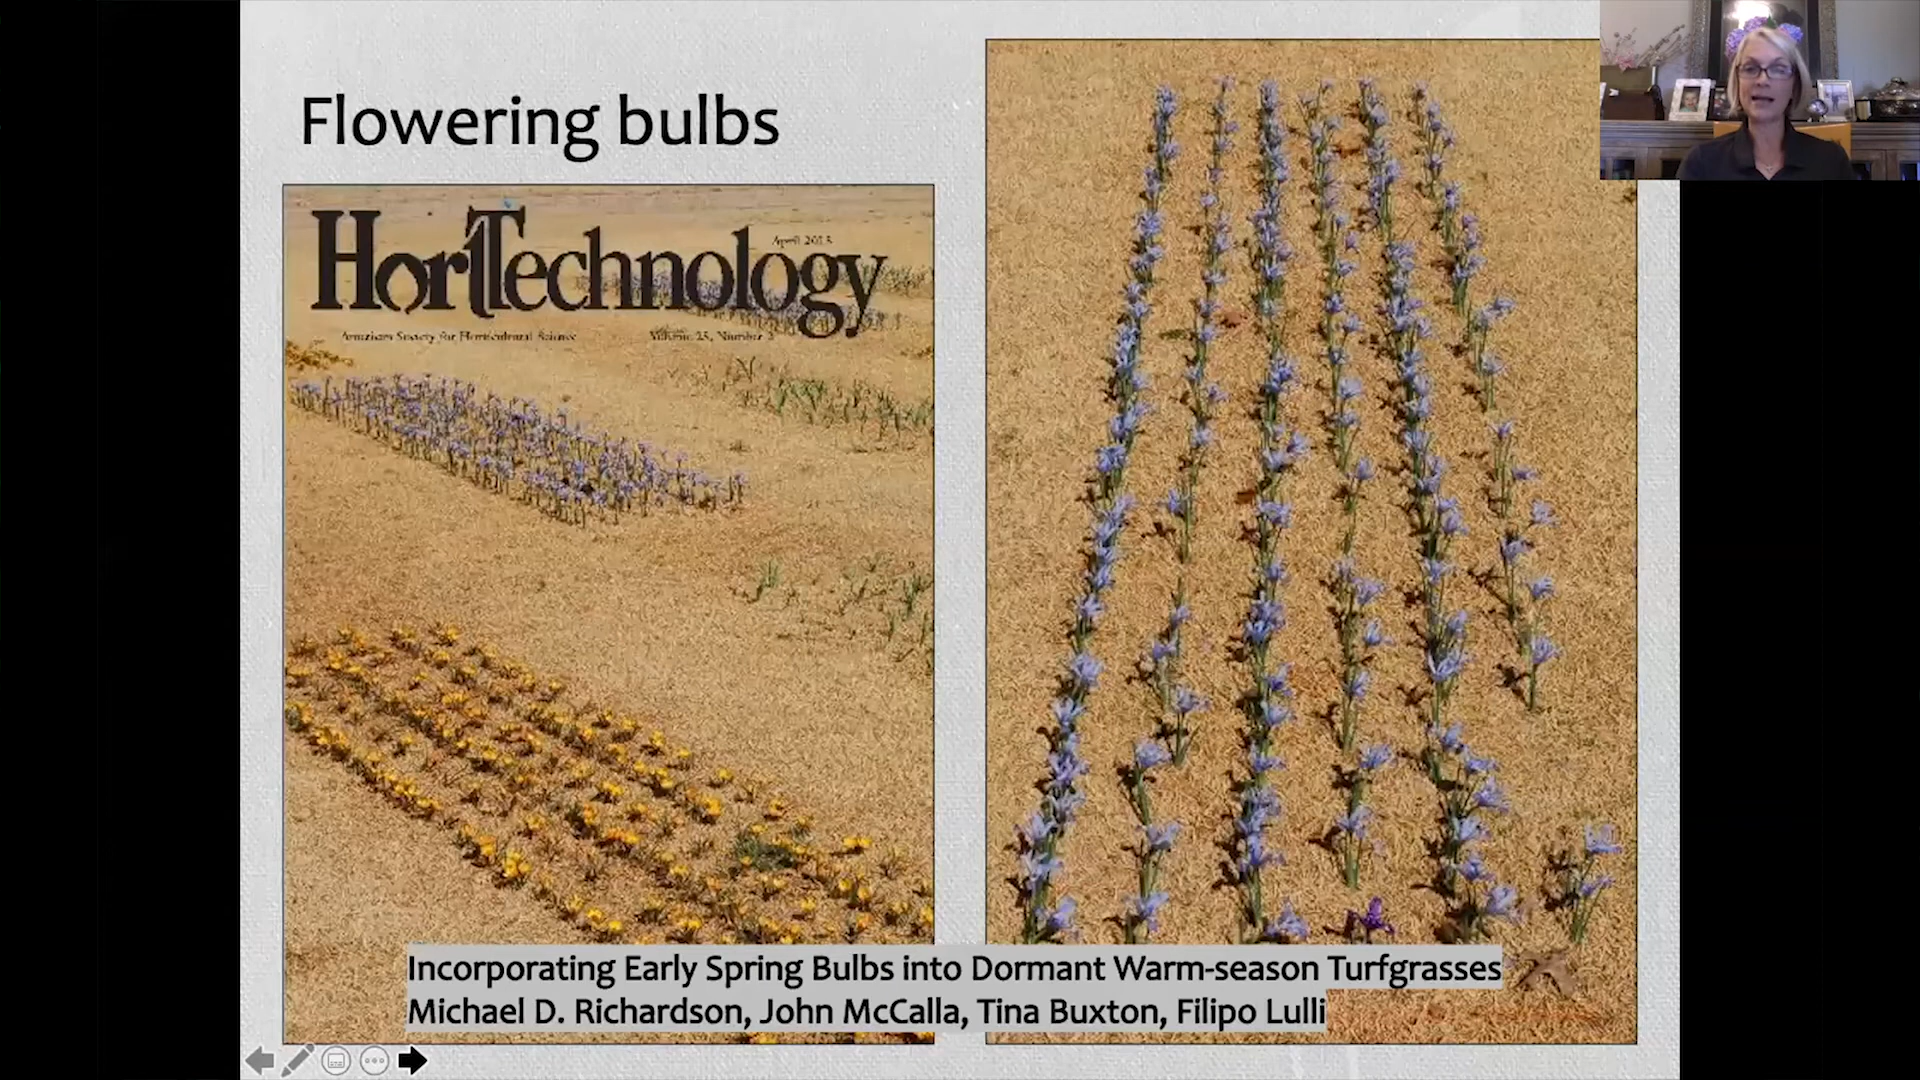 Flowering bulbs
HortTechnology
April 2015
American Society for Horticultural Science
Volume 25, Number 2
Incorporating Early Spring Bulbs into Dormant Warm-season Turfgrasses
Michael D. Richardson, John McCalla, Tina Buxton, Filipo Lulli